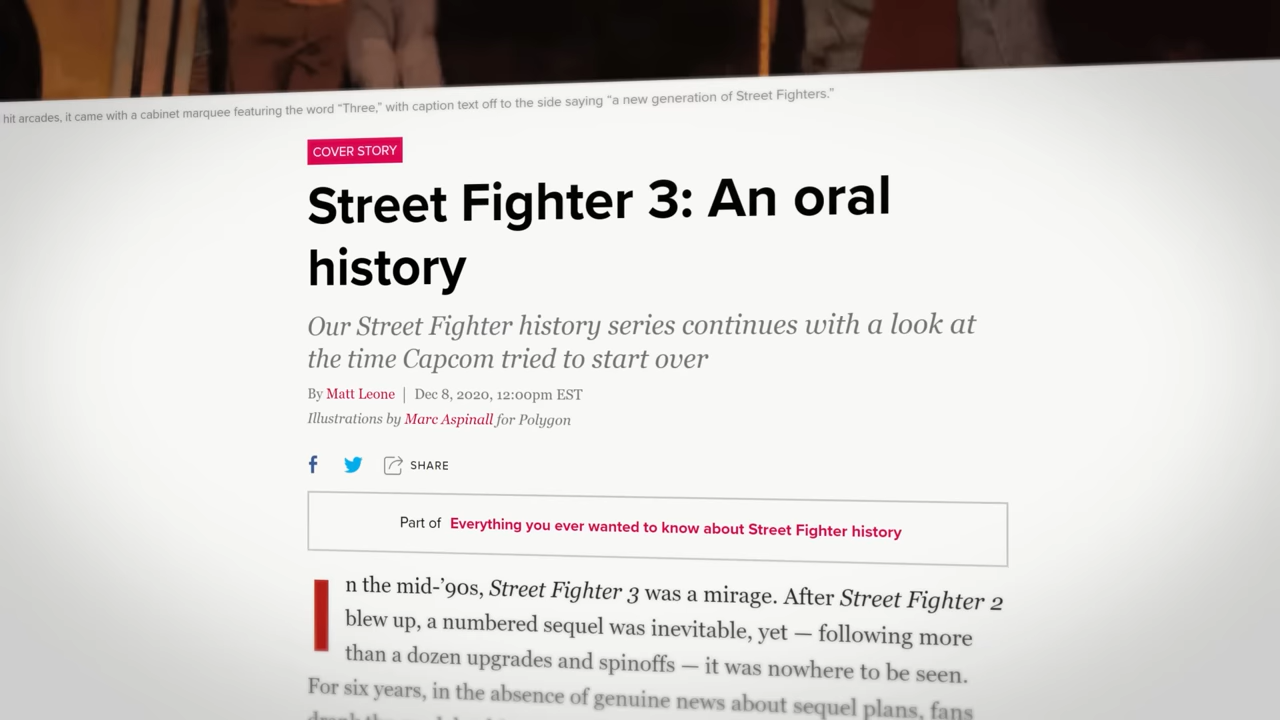 hit arcades, it came with a cabinet marquee featuring the word “Three,” with caption text off to the side saying “a new generation of Street Fighters.”
COVER STORY
Street Fighter 3: An oral
history
Our Street Fighter history series continues with a look at
the time Capcom tried to start over
By Matt Leone | Dec 8, 2020, 12:00pm EST
Illustrations by Marc Aspinall for Polygon
SHARE
Part of Everything you ever wanted to know about Street Fighter history
In the mid-’90s, Street Fighter 3 was a mirage. After Street Fighter 2
blew up, a numbered sequel was inevitable, yet — following more
than a dozen upgrades and spinoffs — it was nowhere to be seen.
For six years, in the absence of genuine news about sequel plans, fans